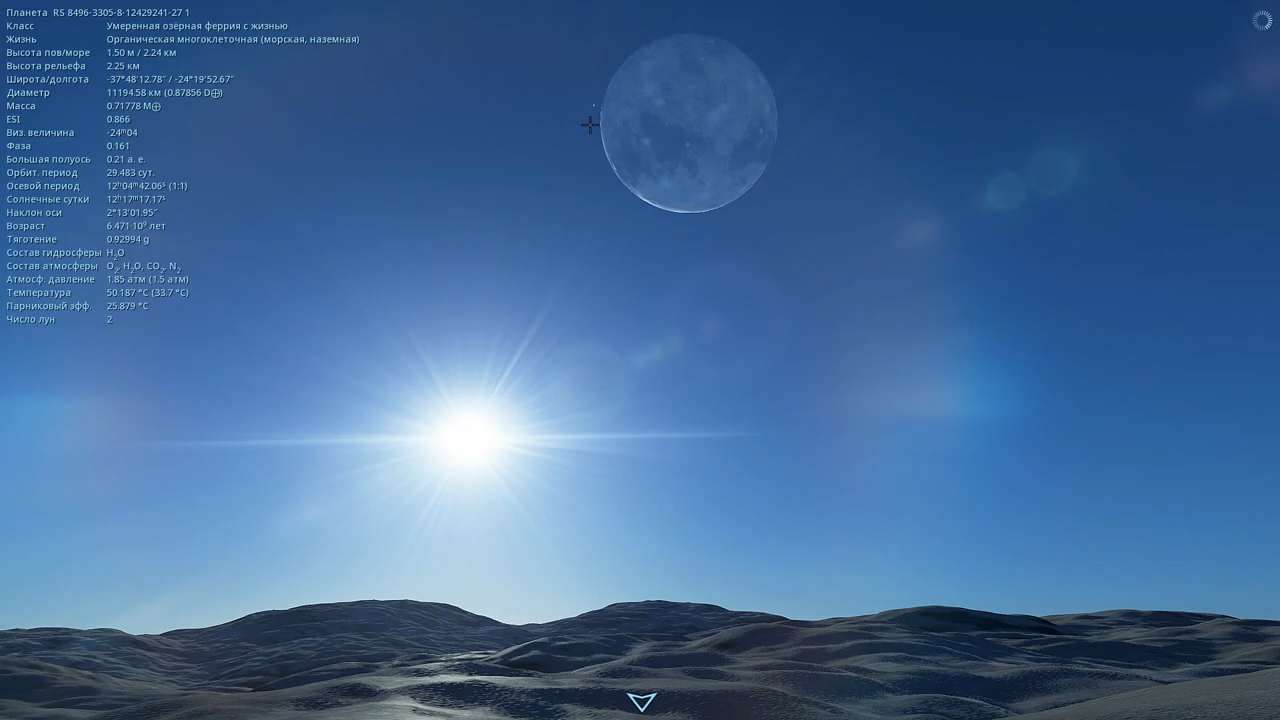 Планета RS 8496-3305-8-12429241-27 1
Класс Умеренная озёрная феррия с жизнью
Жизнь Органическая многоклеточная (морская, наземная)
Высота пов/море 1.50 м / 2.24 км
Высота рельефа 2.25 км
Широта/долгота -37°48'12.78" / -24°19'52.67"
Диаметр 11194.58 км (0.87856 D⊕)
Масса 0.71778 M⊕
ESI 0.866
Виз. величина -24ᵐ04
Фаза 0.161
Большая полуось 0.21 а. е.
Орбит. период 29.483 сут.
Осевой период 12ʰ04ᵐ42.06ˢ (1:1)
Солнечные сутки 12ʰ17ᵐ17.17ˢ
Наклон оси 2°13'01.95"
Возраст 6.471·10⁹ лет
Тяготение 0.92994 g
Состав гидросферы H₂O
Состав атмосферы O₂, H₂O, CO₂, N₂
Атмосф. давление 1.85 атм (1.5 атм)
Температура 50.187 °C (33.7 °C)
Парниковый эфф. 25.879 °C
Число лун 2